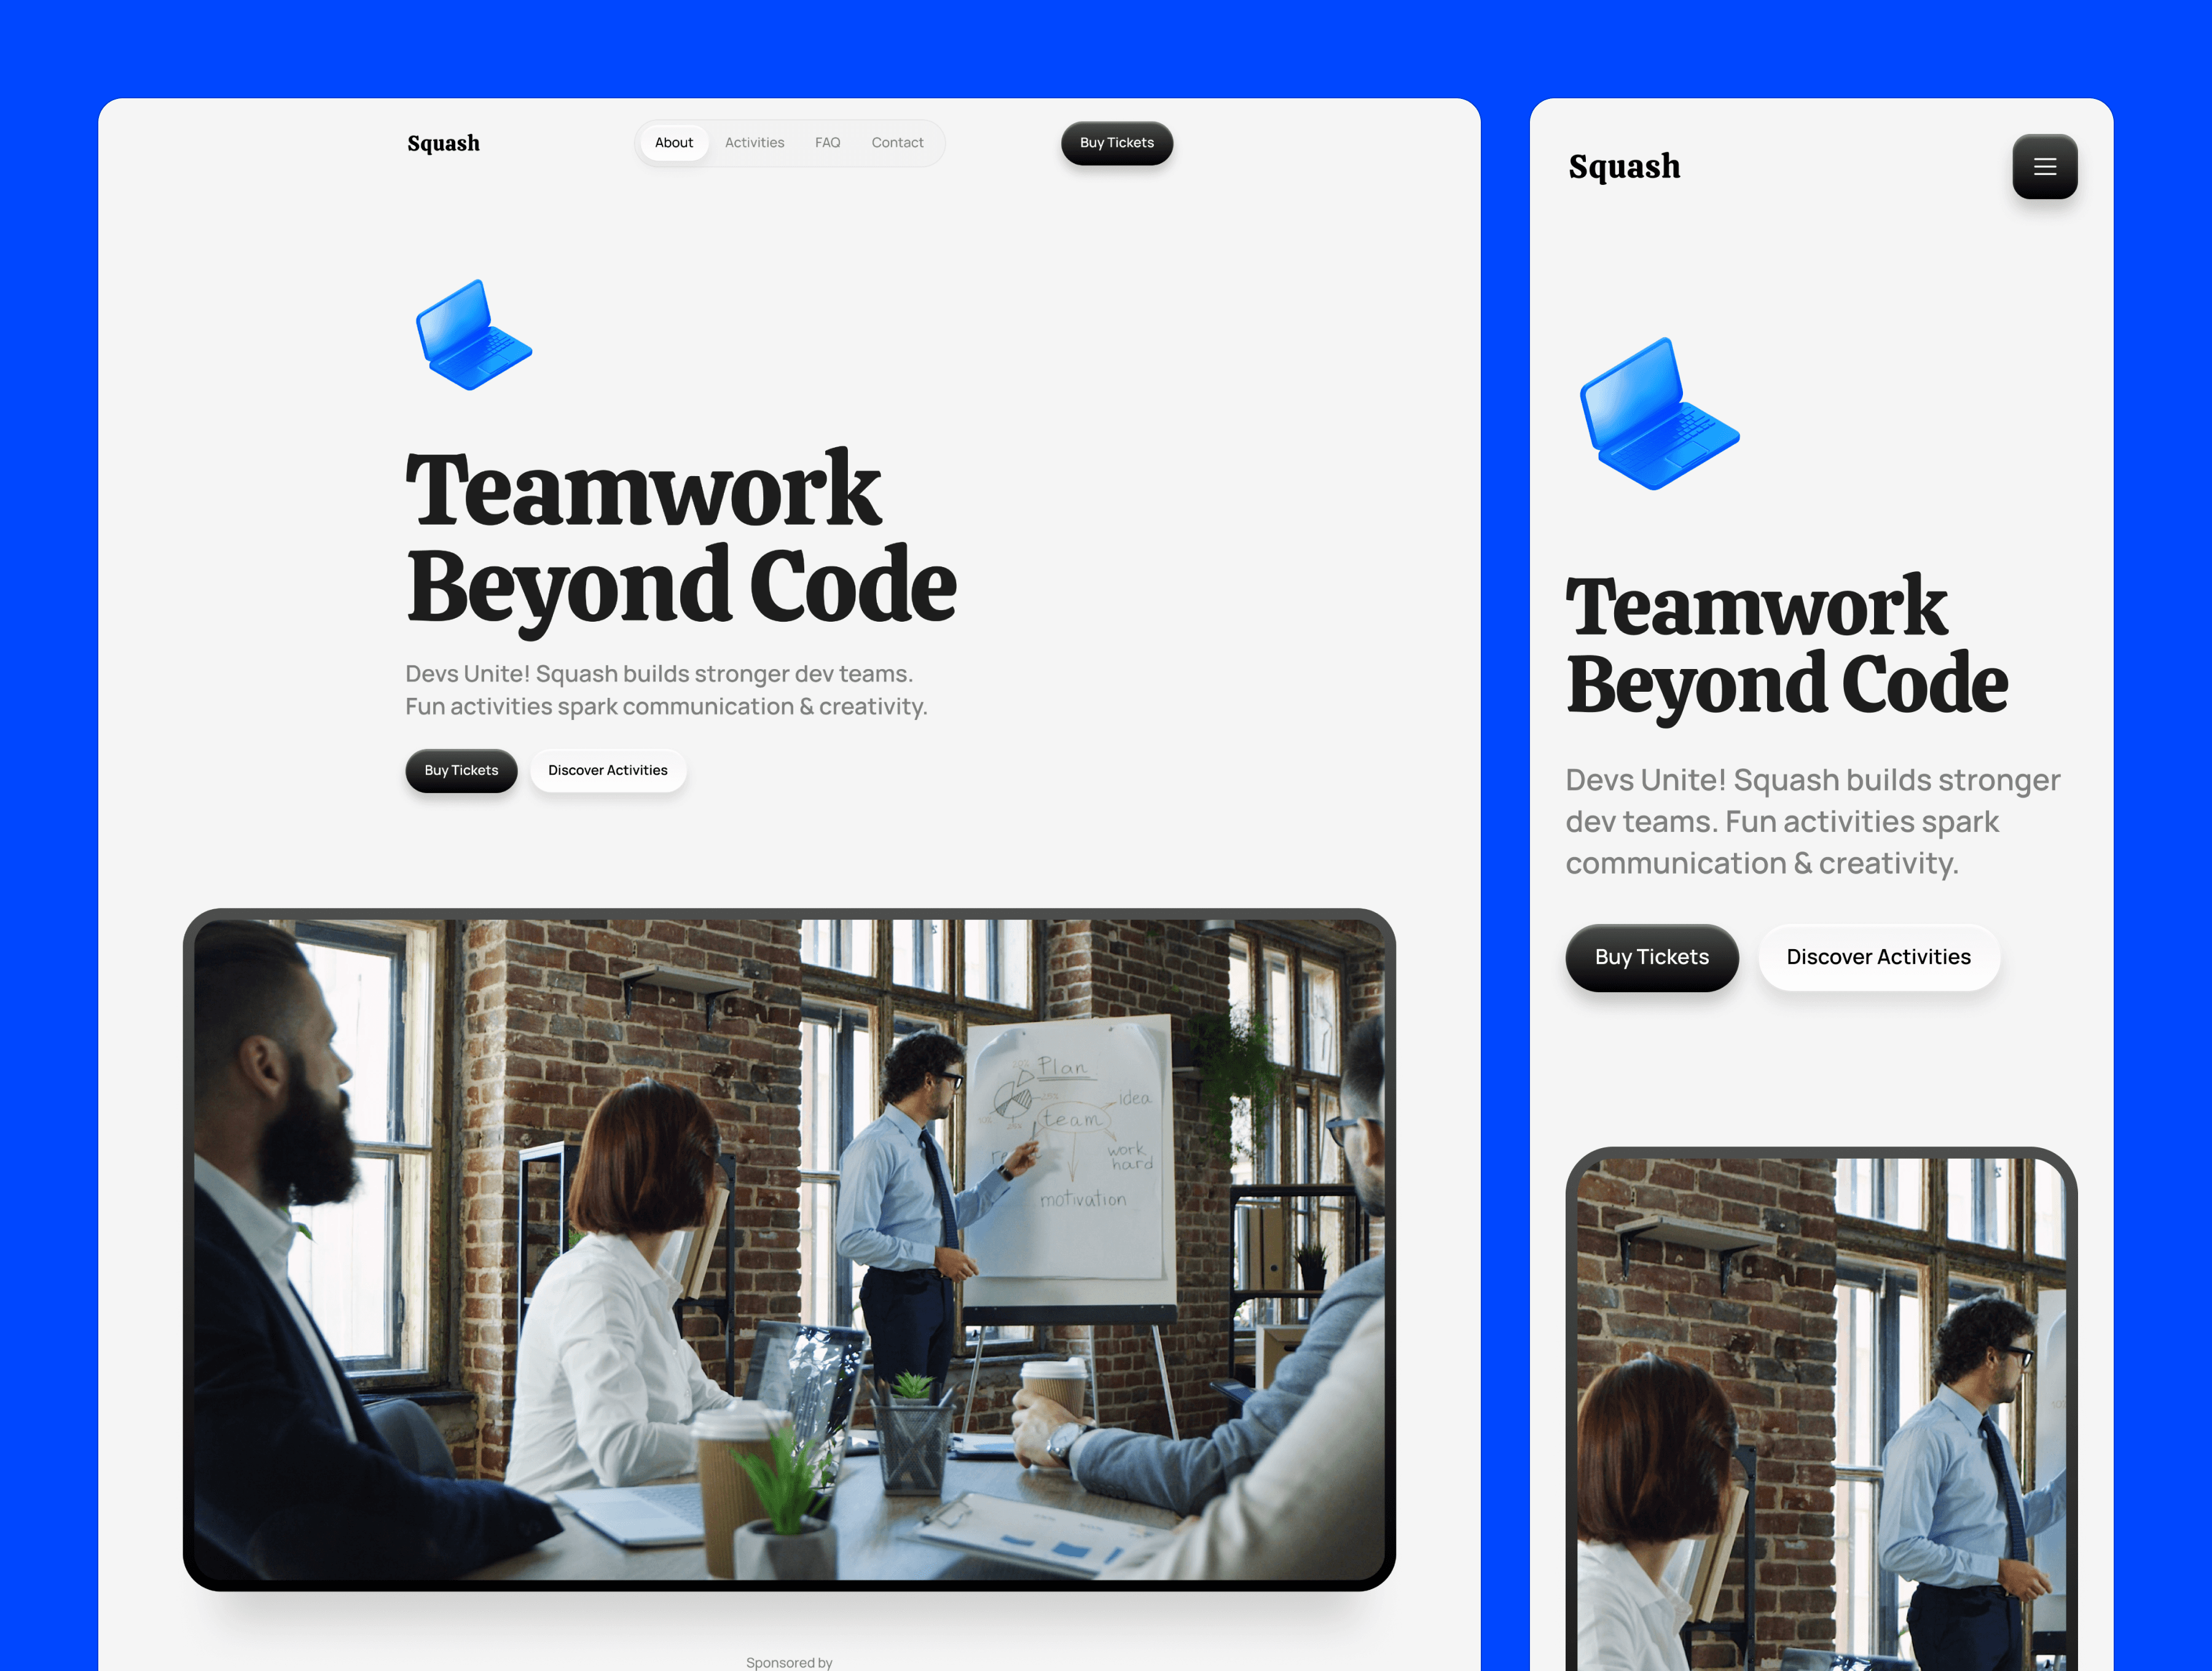 Squash
About
Activities
FAQ
Contact
Buy Tickets
Teamwork
Beyond Code
Devs Unite! Squash builds stronger dev teams.
Fun activities spark communication & creativity.
Buy Tickets
Discover Activities
Plan
idea
team
work
hard
motivation
Sponsored by
Squash
Teamwork
Beyond Code
Devs Unite! Squash builds stronger
dev teams. Fun activities spark
communication & creativity.
Buy Tickets
Discover Activities